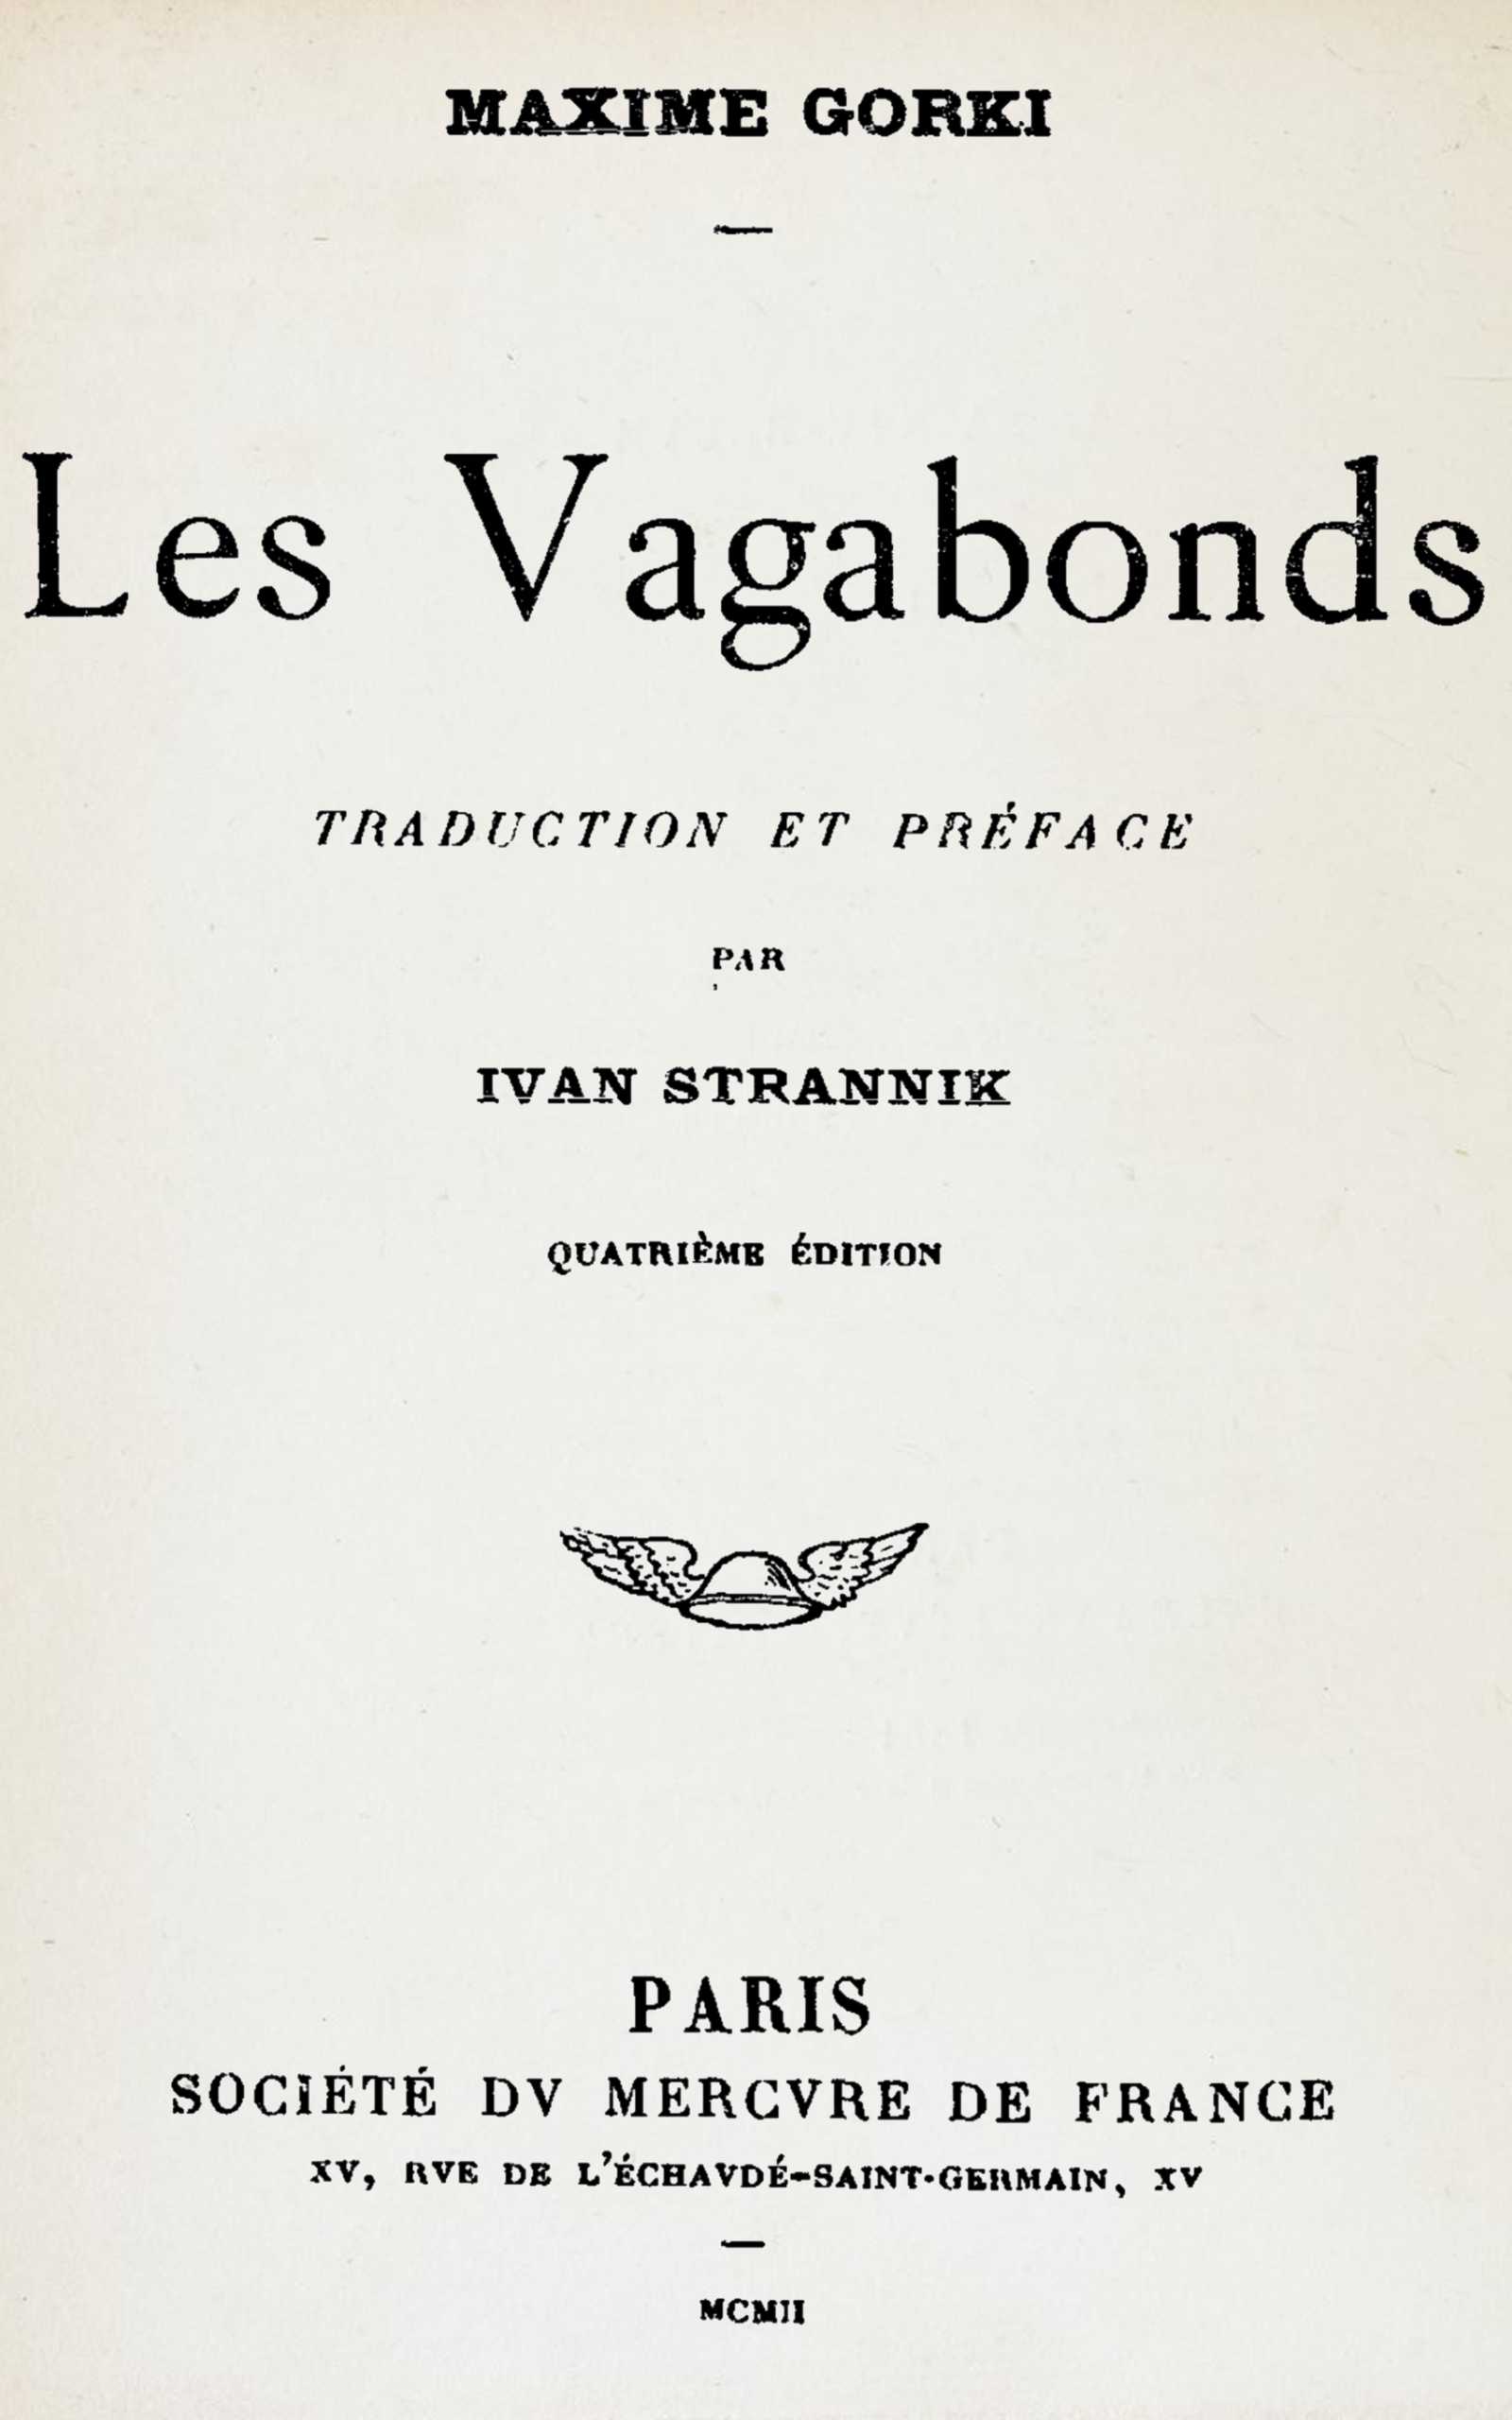 MAXIME GORKI
Les Vagabonds
TRADUCTION ET PRÉFACE
PAR
IVAN STRANNIK
QUATRIÈME ÉDITION
PARIS
SOCIÉTÉ DV MERCVRE DE FRANCE
XV, RVE DE L'ÉCHAVDÉ-SAINT-GERMAIN, XV
MCMII